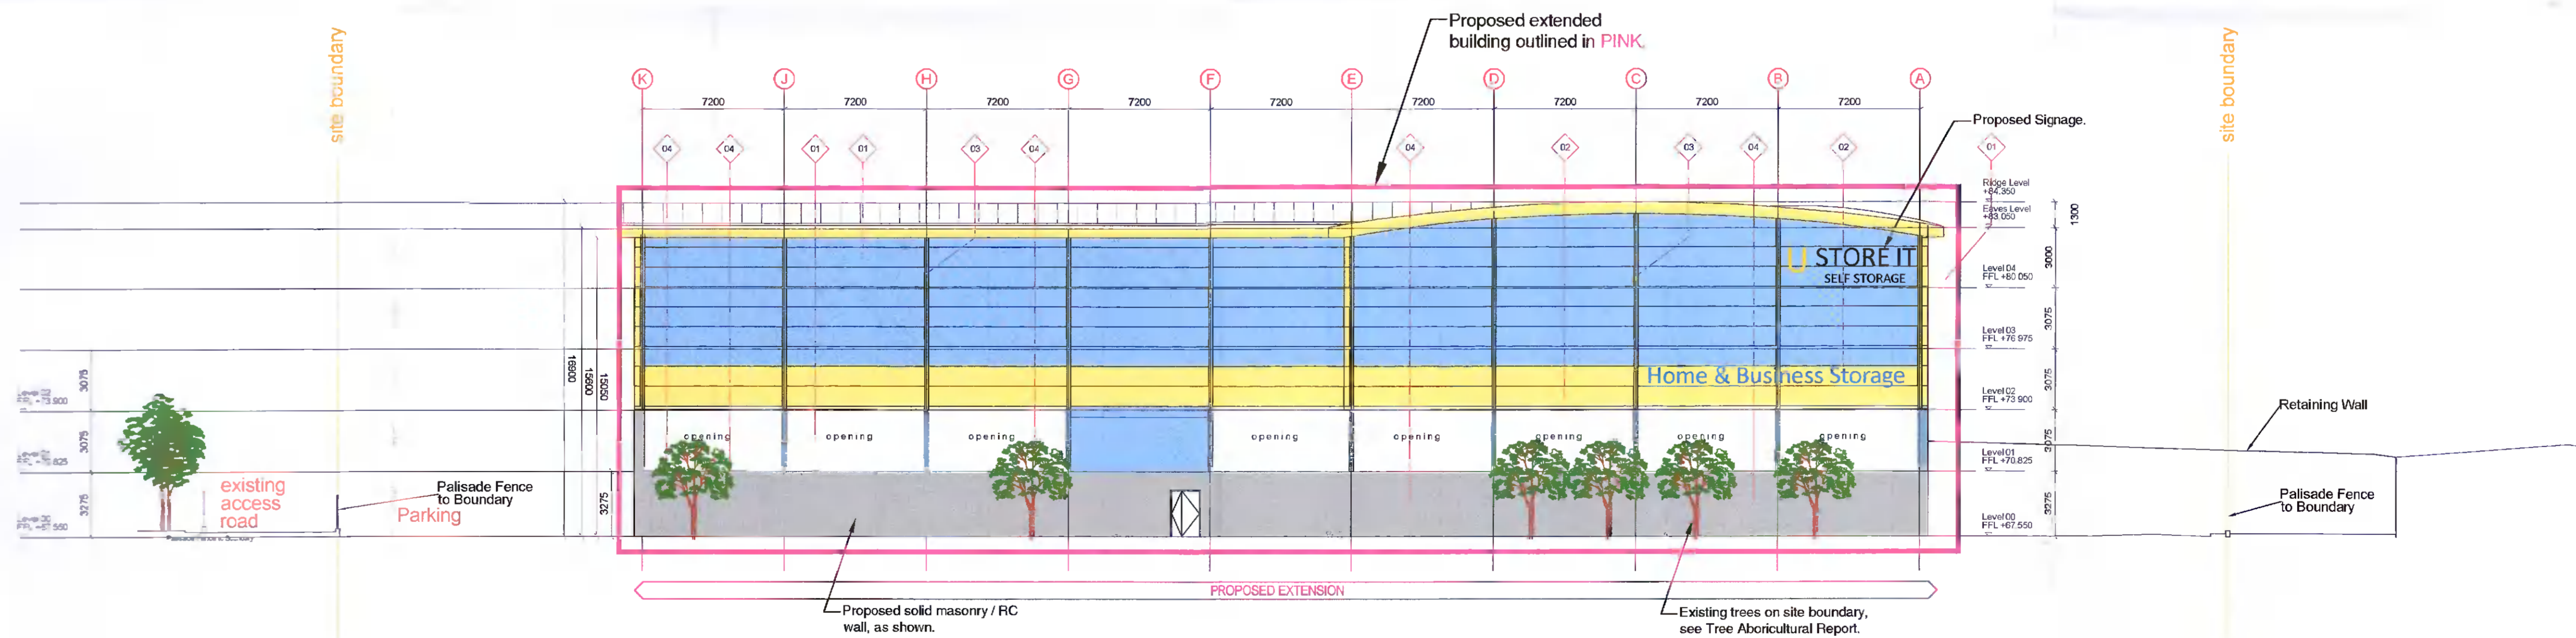 Proposed extended
building outlined in PINK.
site boundary
site boundary
K
J
H
G
F
E
D
C
B
A
7200
7200
7200
7200
7200
7200
7200
7200
7200
Proposed Signage.
04
04
01
01
03
04
04
02
03
04
02
01
Ridge Level
+84.350
Eaves Level
+83.050
1300
U STORE IT
SELF STORAGE
Level 04
FFL +80 050
3000
Level 03
FFL +76 975
3075
Home & Business Storage
Level 02
FFL +73 900
3075
16900
15600
15050
3075
900
Retaining Wall
opening
opening
opening
opening
opening
opening
opening
opening
3075
825
3075
Level 01
FFL +70.825
existing
access
road
Parking
Palisade Fence
to Boundary
3275
3275
Level 00
FFL +67.550
3275
Palisade Fence
to Boundary
PROPOSED EXTENSION
Proposed solid masonry / RC
wall, as shown.
Existing trees on site boundary,
see Tree Aboricultural Report.